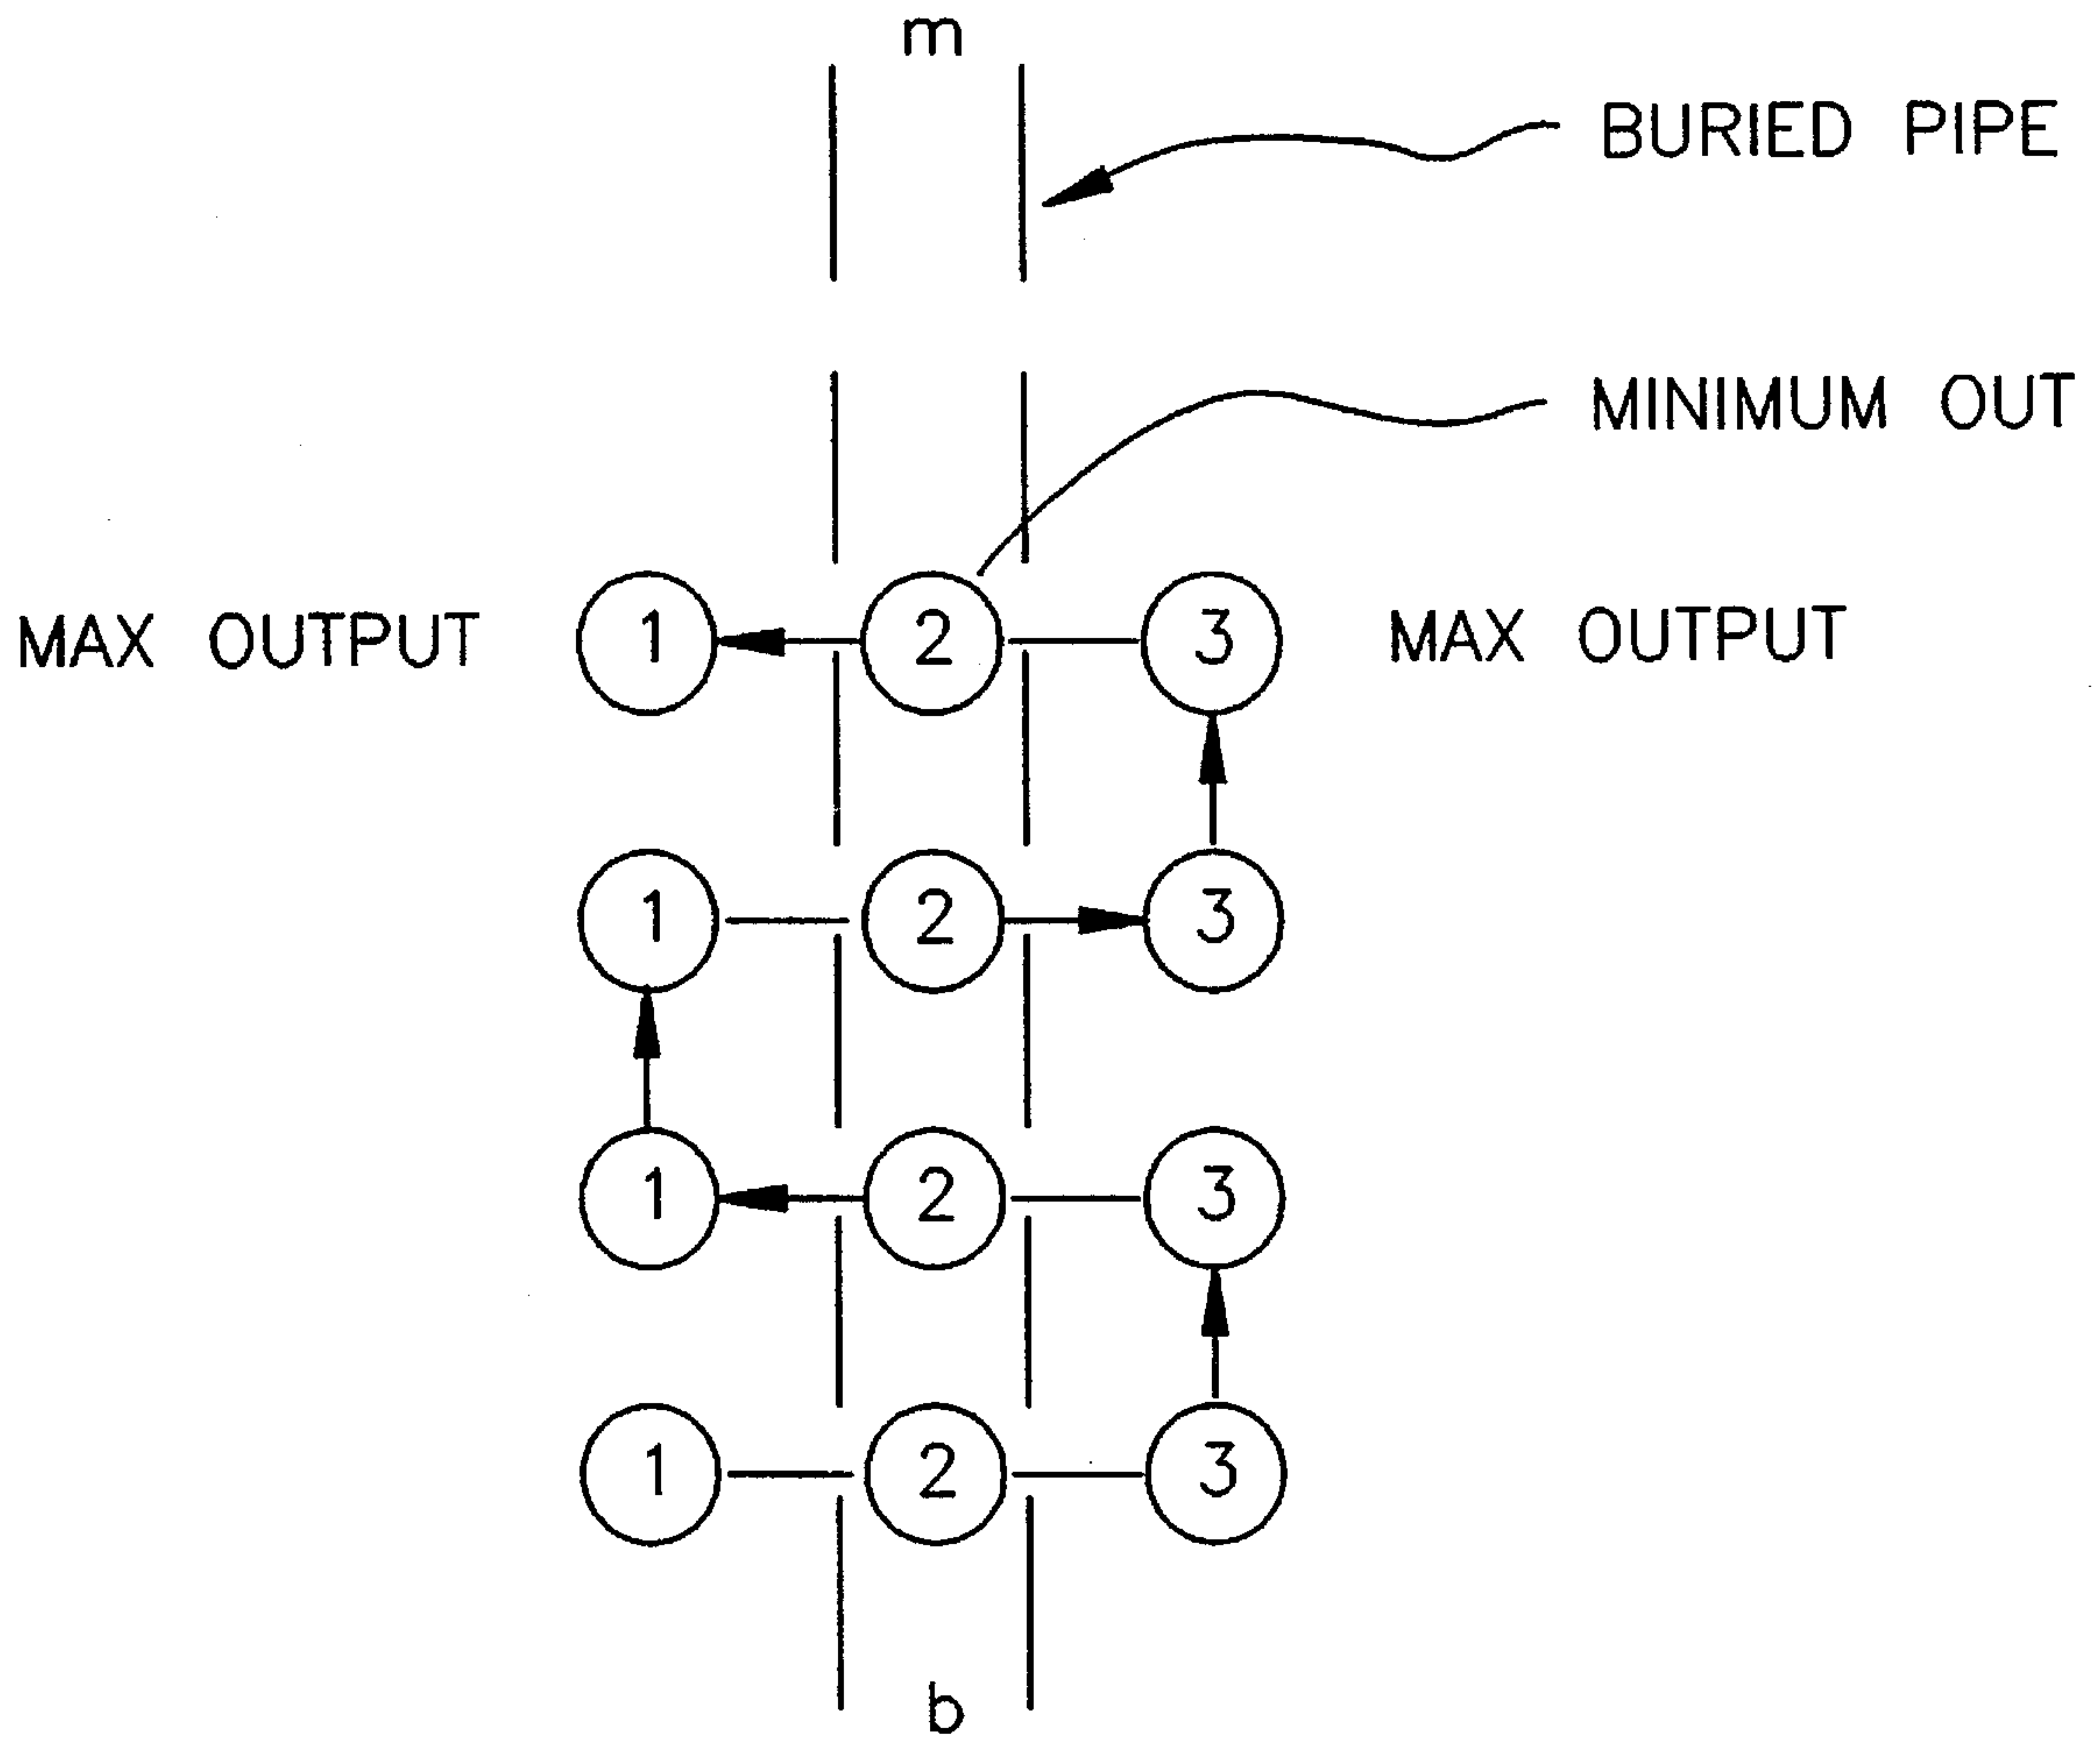 m
BURIED PIPE
MINIMUM OUT
MAX OUTPUT 1 2 3 MAX OUTPUT
1 2 3
1 2 3
1 2 3
b